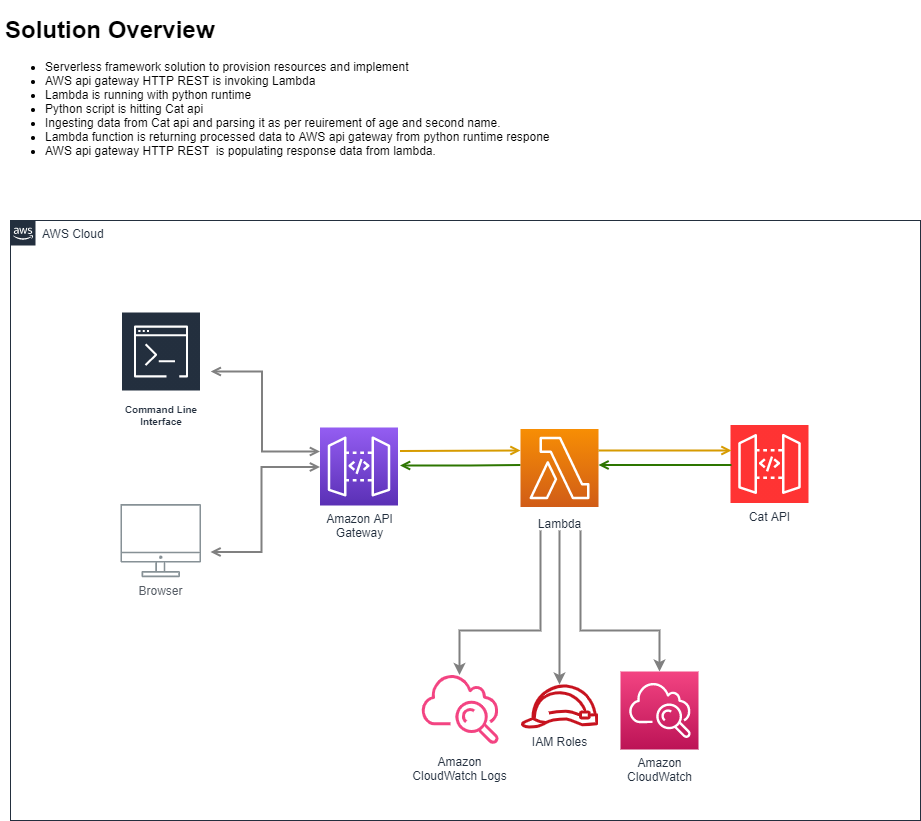 Solution Overview
Serverless framework solution to provision resources and implement
AWS api gateway HTTP REST is invoking Lambda
Lambda is running with python runtime
Python script is hitting Cat api
Ingesting data from Cat api and parsing it as per reuirement of age and second name.
Lambda function is returning processed data to AWS api gateway from python runtime respone
AWS api gateway HTTP REST  is populating response data from lambda.
aws
AWS Cloud
Command Line
Interface
Amazon API
Gateway
Lambda
Cat API
Browser
Amazon
CloudWatch Logs
IAM Roles
Amazon
CloudWatch